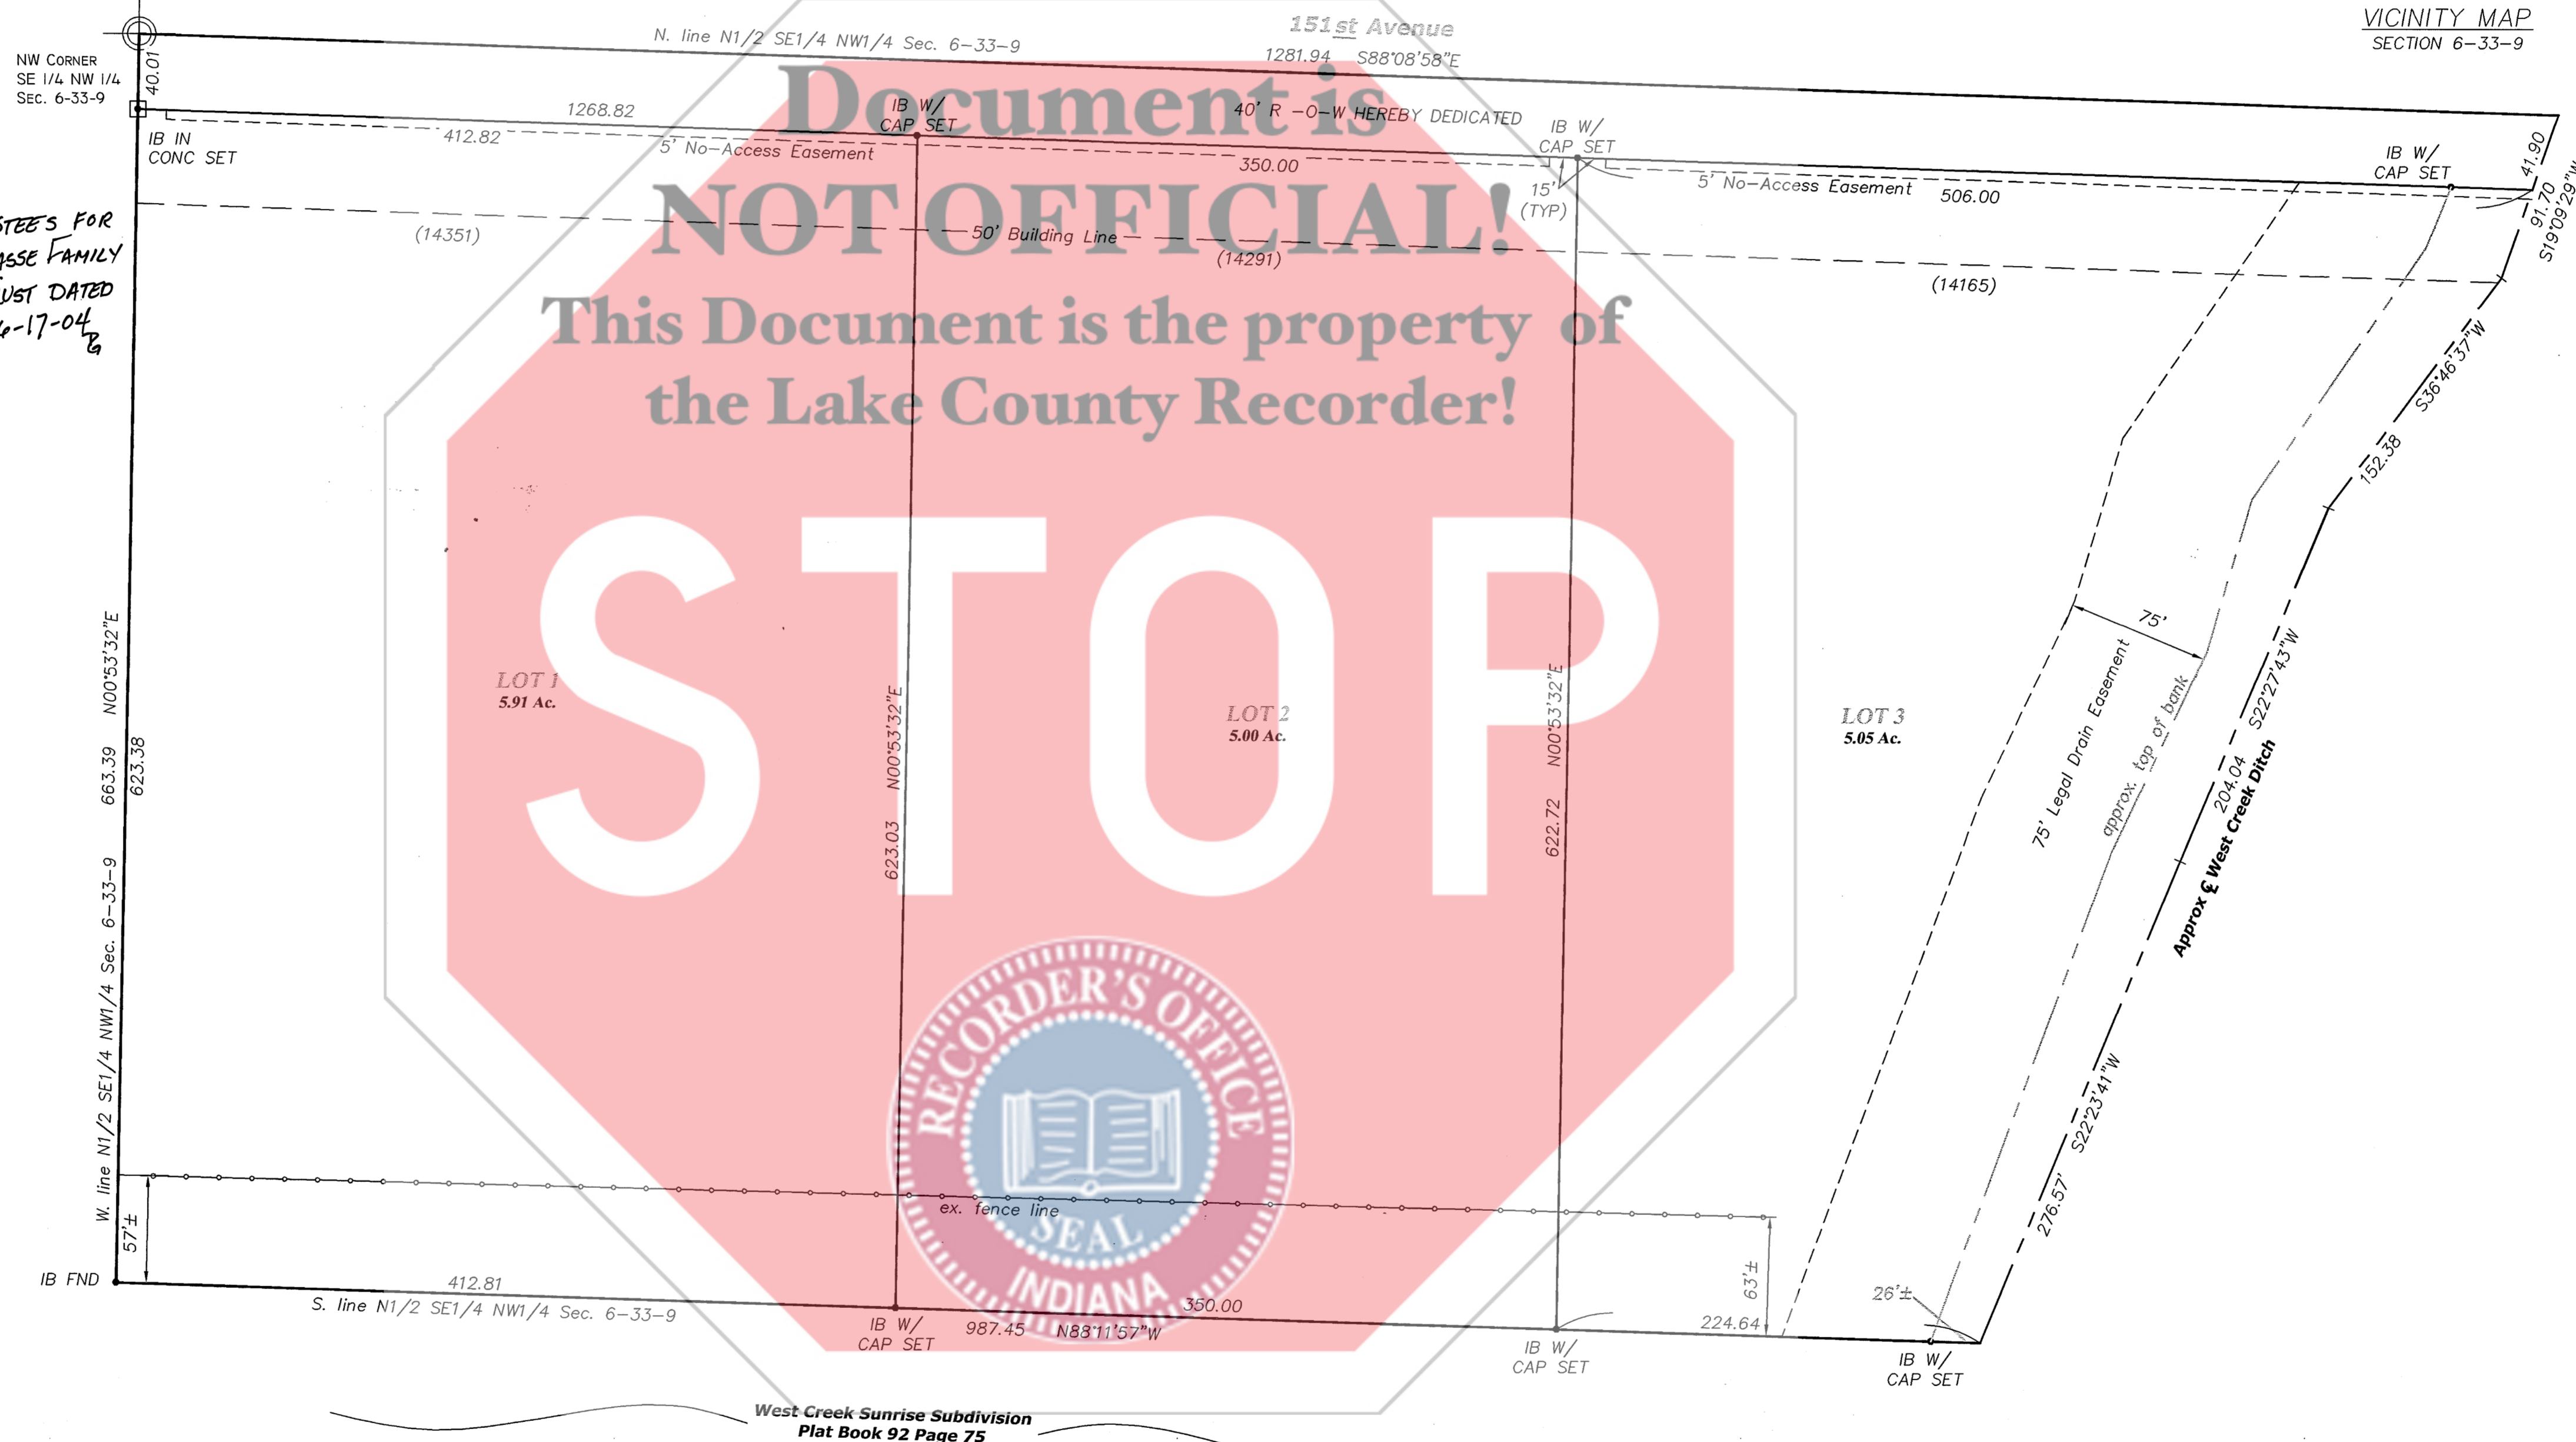 151st Avenue
VICINITY MAP
SECTION 6-33-9
N. line N1/2 SE1/4 NW1/4 Sec. 6-33-9
1281.94 S88°08'58"E
NW CORNER
SE 1/4 NW 1/4
SEC. 6-33-9
40.01
Document is
NOT OFFICIAL!
This Document is the property of
the Lake County Recorder!
STOP
1268.82
IB W/
CAP SET
40' R -O-W HEREBY DEDICATED
IB W/
CAP SET
IB W/
CAP SET
41.90
91.70
S19°09'29"W
IB IN
CONC SET
412.82
5' No-Access Easement
350.00
15'
(TYP)
5' No-Access Easement
506.00
STEES FOR
ASSE FAMILY
UST DATED
6-17-04
(14351)
50' Building Line
(14291)
(14165)
S36°46'37"W
152.38
75'
75' Legal Drain Easement
approx. top of bank
S22°27'43"W
204.04
Approx ℄ West Creek Ditch
S22°23'41"W
276.57'
LOT 1
5.91 Ac.
LOT 2
5.00 Ac.
LOT 3
5.05 Ac.
W. line N1/2 SE1/4 NW1/4 Sec. 6-33-9 663.39 N00°53'32"E
623.38
623.03 N00°53'32"E
622.72 N00°53'32"E
RECORDER'S OFFICE
SEAL
INDIANA
ex. fence line
57'±
63'±
26'±
IB FND
412.81
S. line N1/2 SE1/4 NW1/4 Sec. 6-33-9
350.00
224.64
IB W/
CAP SET
987.45 N88°11'57"W
IB W/
CAP SET
IB W/
CAP SET
West Creek Sunrise Subdivision
Plat Book 92 Page 75